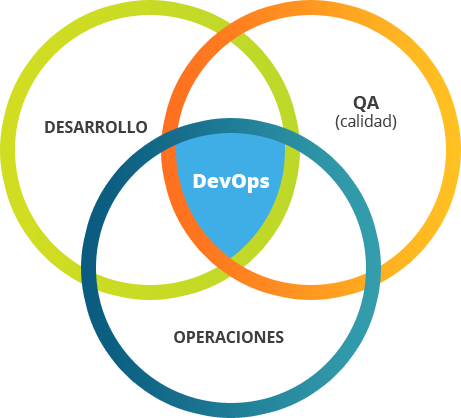 DESARROLLO
QA
(calidad)
DevOps
OPERACIONES